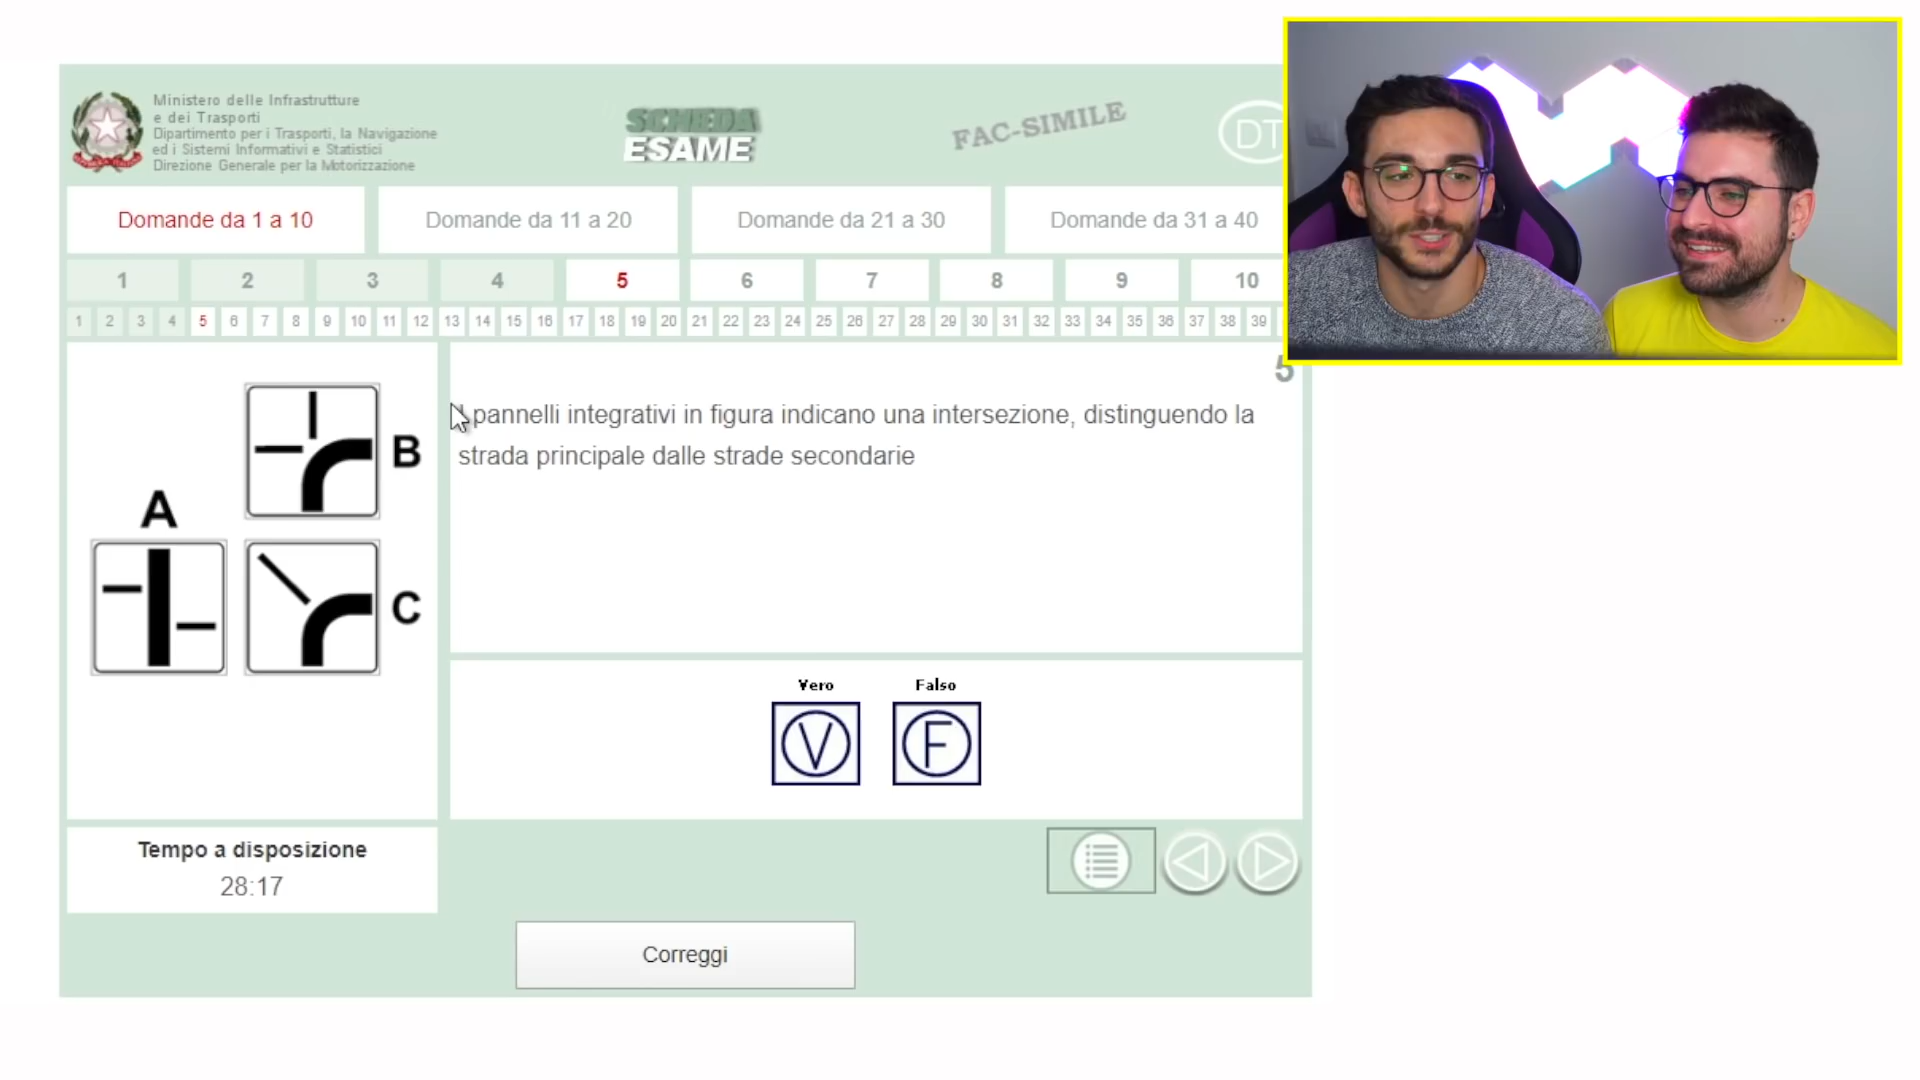 Ministero delle Infrastrutture
e dei Trasporti
Dipartimento per i Trasporti, la Navigazione
ed i Sistemi Informativi e Statistici
Direzione Generale per la Motorizzazione
SCHEDA
ESAME
FAC-SIMILE
DT
Domande da 1 a 10
Domande da 11 a 20
Domande da 21 a 30
Domande da 31 a 40
1 2 3 4 5 6 7 8 9 10
1 2 3 4 5 6 7 8 9 10 11 12 13 14 15 16 17 18 19 20 21 22 23 24 25 26 27 28 29 30 31 32 33 34 35 36 37 38 39
5
I pannelli integrativi in figura indicano una intersezione, distinguendo la
strada principale dalle strade secondarie
B
A
C
Vero
Falso
V
F
Tempo a disposizione
28:17
Correggi